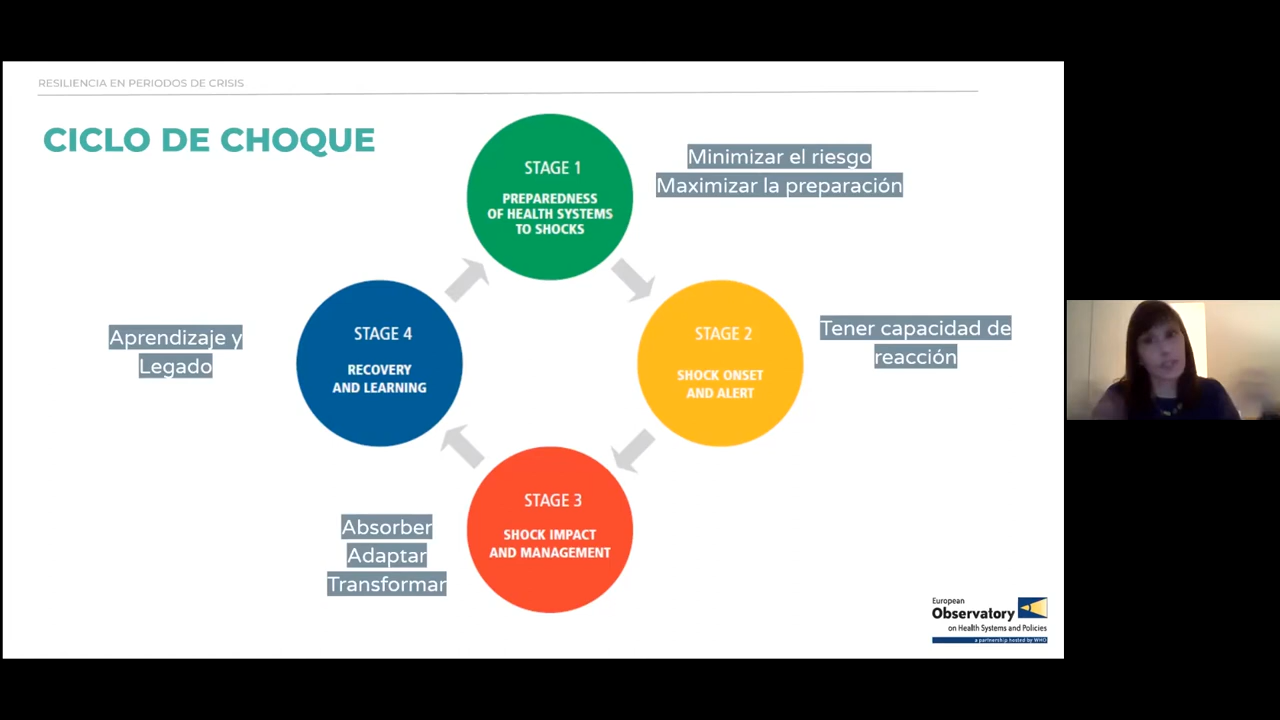 RESILIENCIA EN PERIODOS DE CRISIS
CICLO DE CHOQUE
STAGE 1
PREPAREDNESS
OF HEALTH SYSTEMS
TO SHOCKS
Minimizar el riesgo
Maximizar la preparación
STAGE 2
SHOCK ONSET
AND ALERT
Tener capacidad de
reacción
STAGE 3
SHOCK IMPACT
AND MANAGEMENT
Absorber
Adaptar
Transformar
STAGE 4
RECOVERY
AND LEARNING
Aprendizaje y
Legado
European
Observatory
on Health Systems and Policies
a partnership hosted by WHO